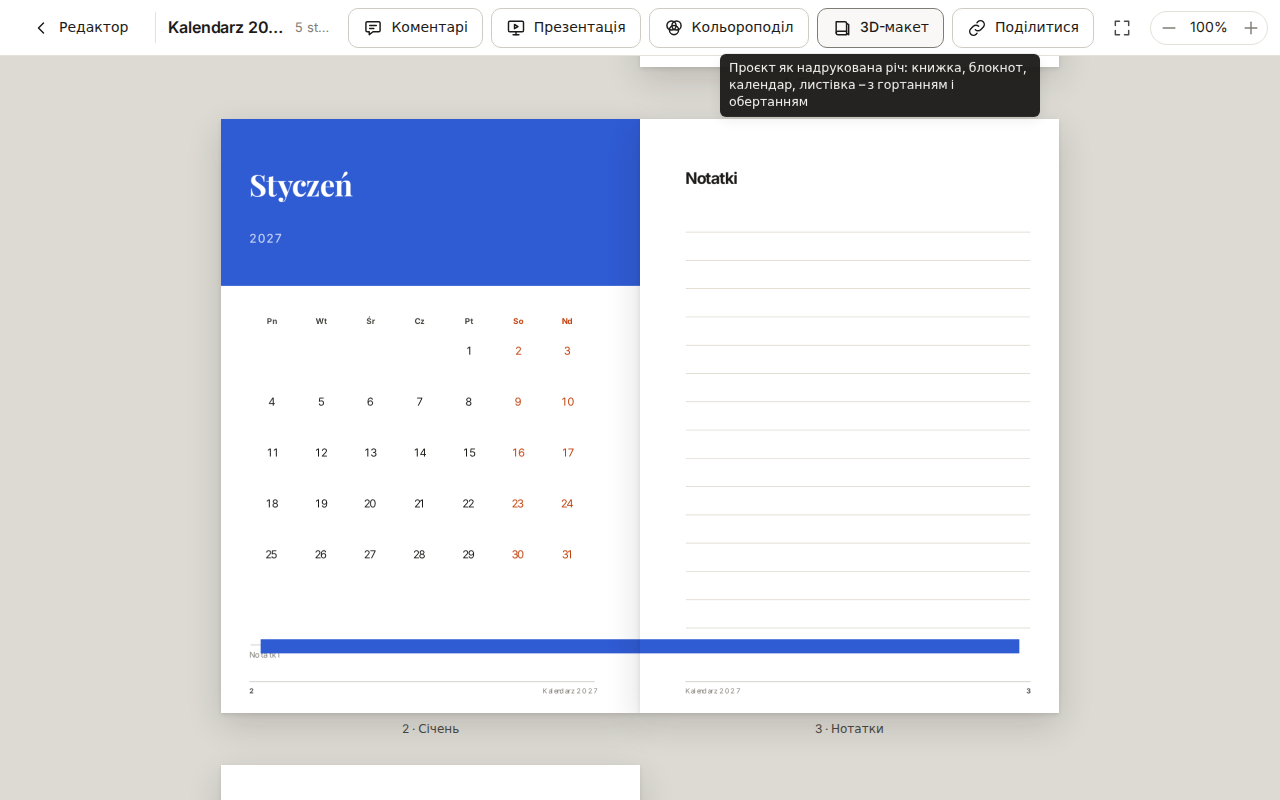 Редактор
Kalendarz 20...
5 st...
Коментарі
Презентація
Кольороподіл
3D-макет
Поділитися
100%
Проєкт як надрукована річ: книжка, блокнот,
календар, листівка – з гортанням і
обертанням
Styczeń
2027
Pn Wt Śr Cz Pt So Nd
1 2 3
4 5 6 7 8 9 10
11 12 13 14 15 16 17
18 19 20 21 22 23 24
25 26 27 28 29 30 31
Notatki
2
Kalendarz 2027
Notatki
Kalendarz 2027
3
2 · Січень
3 · Нотатки